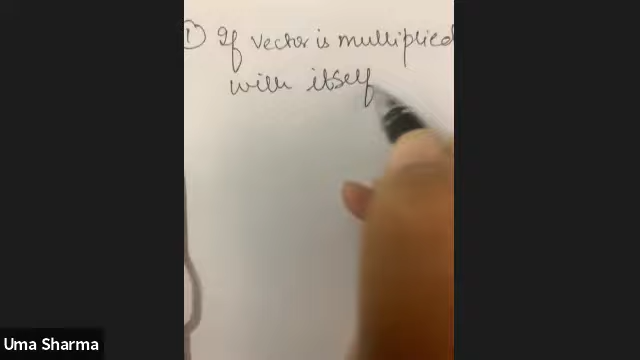 ① If vector is multiplied
with itself
Uma Sharma